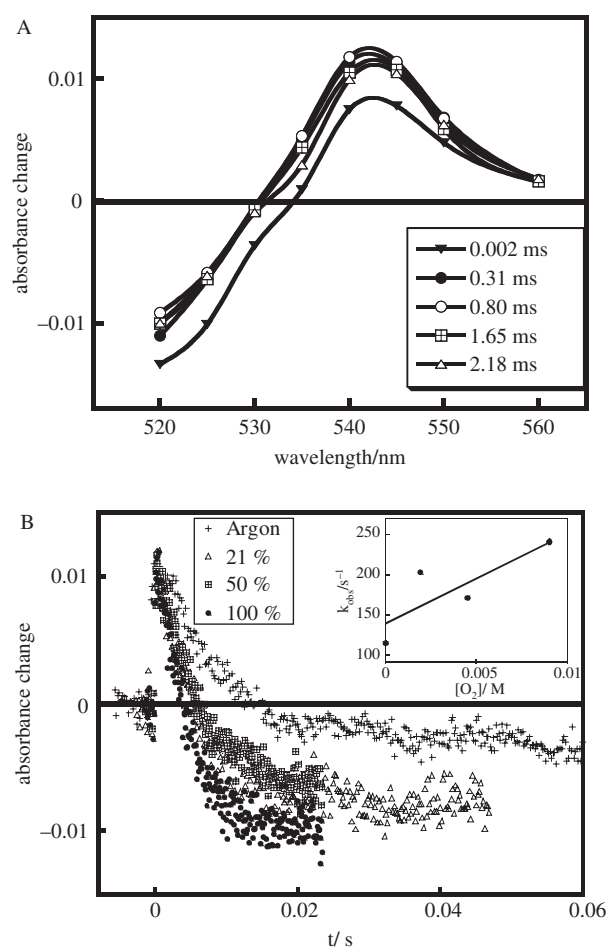 A
absorbance change
0.01
0
−0.01
0.002 ms
0.31 ms
0.80 ms
1.65 ms
2.18 ms
520 530 540 550 560
wavelength/nm
B
absorbance change
0.01
0
−0.01
Argon
21 %
50 %
100 %
k_obs/s⁻¹
250
200
150
100
0 0.005 0.01
[O₂]/ M
0 0.02 0.04 0.06
t/ s